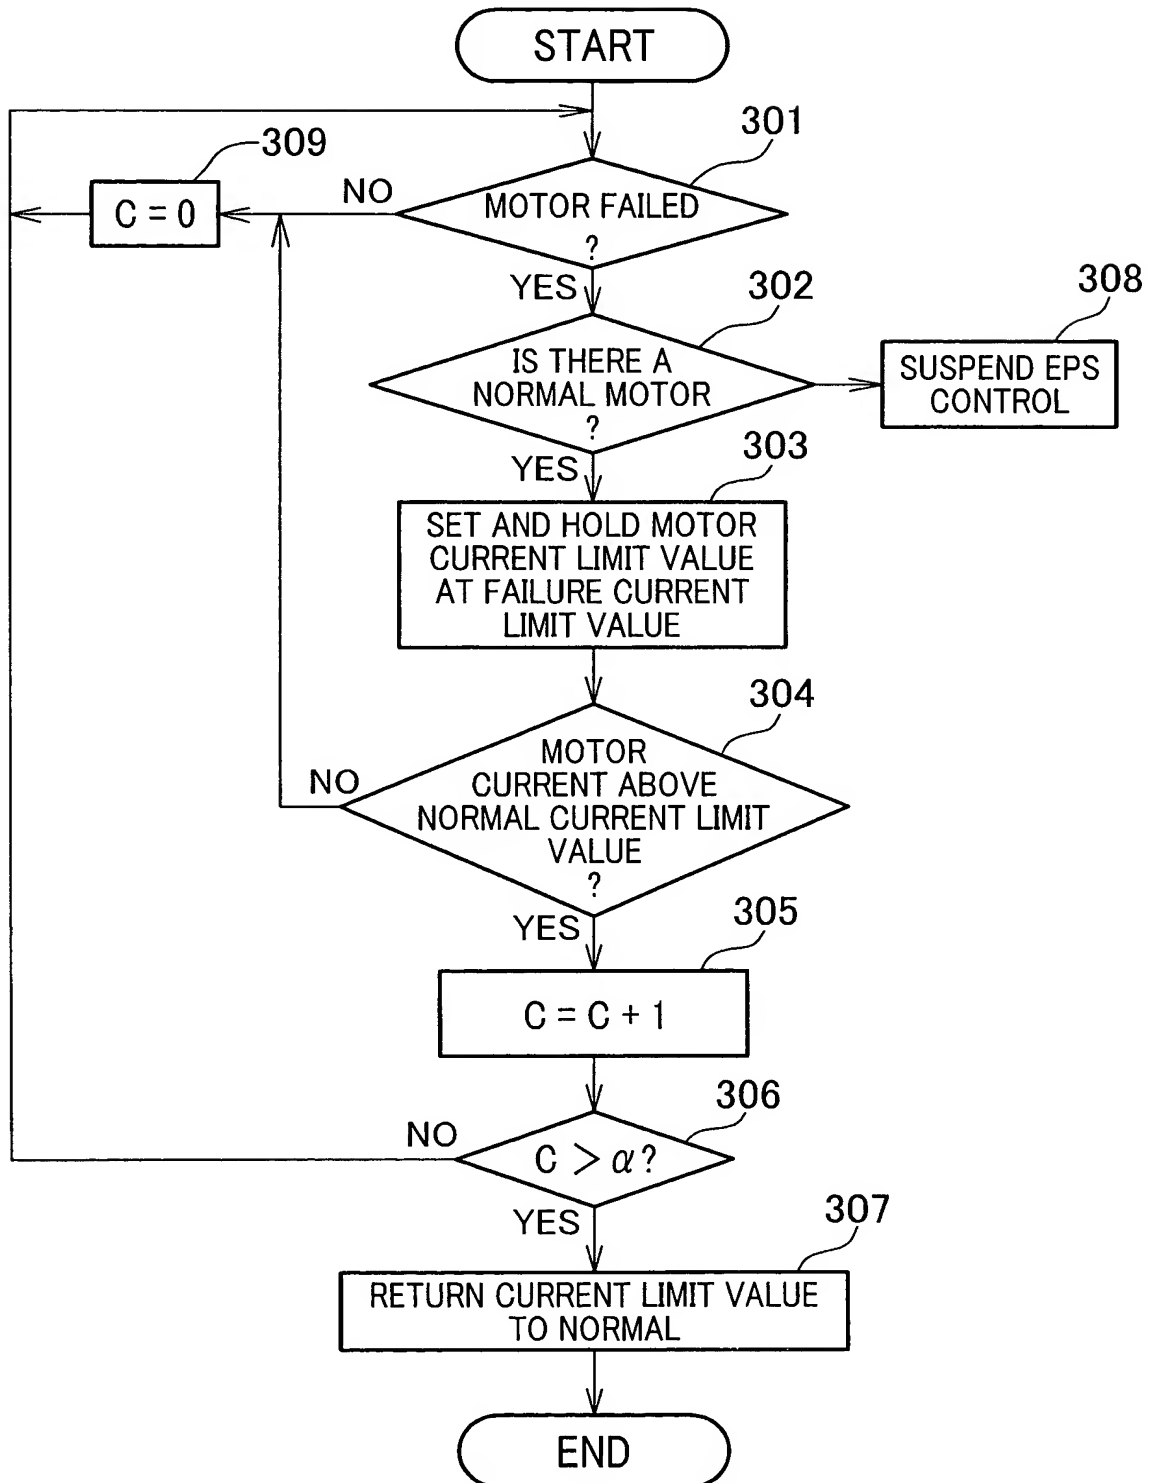 START
301
309
NO
C = 0
MOTOR FAILED
?
YES
302
308
IS THERE A
NORMAL MOTOR
?
SUSPEND EPS
CONTROL
YES
303
SET AND HOLD MOTOR
CURRENT LIMIT VALUE
AT FAILURE CURRENT
LIMIT VALUE
304
NO
MOTOR
CURRENT ABOVE
NORMAL CURRENT LIMIT
VALUE
?
YES
305
C = C + 1
306
NO
C > α?
YES
307
RETURN CURRENT LIMIT VALUE
TO NORMAL
END